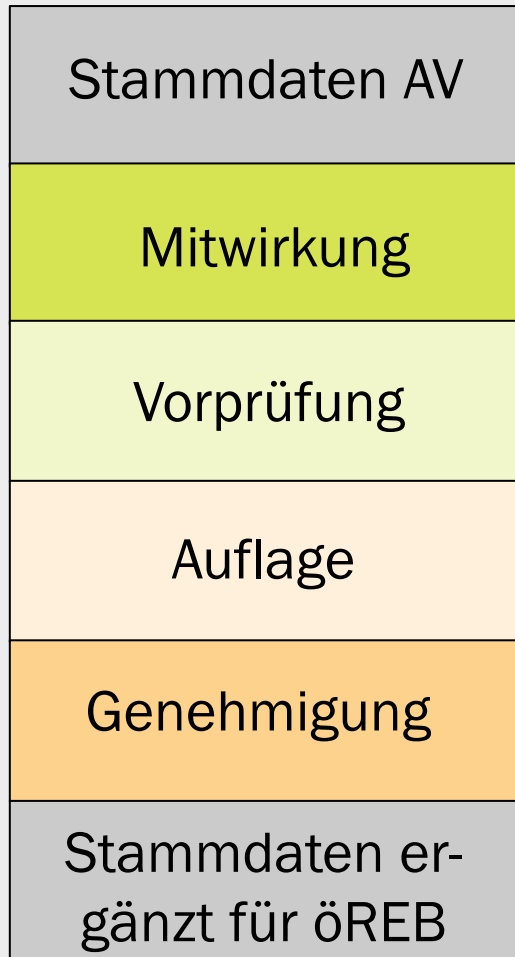 Stammdaten AV
Mitwirkung
Vorprüfung
Auflage
Genehmigung
Stammdaten er-
gänzt für öREB